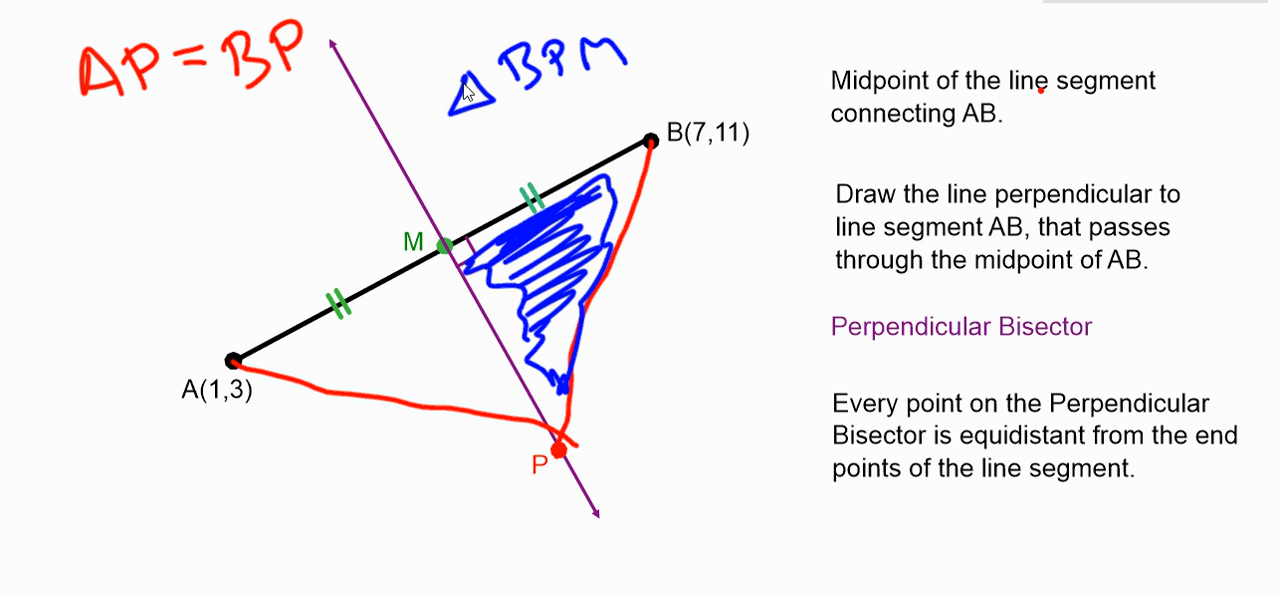 AP = BP
Δ BPM
B(7,11)
M
A(1,3)
P
Midpoint of the line segment
connecting AB.
Draw the line perpendicular to
line segment AB, that passes
through the midpoint of AB.
Perpendicular Bisector
Every point on the Perpendicular
Bisector is equidistant from the end
points of the line segment.